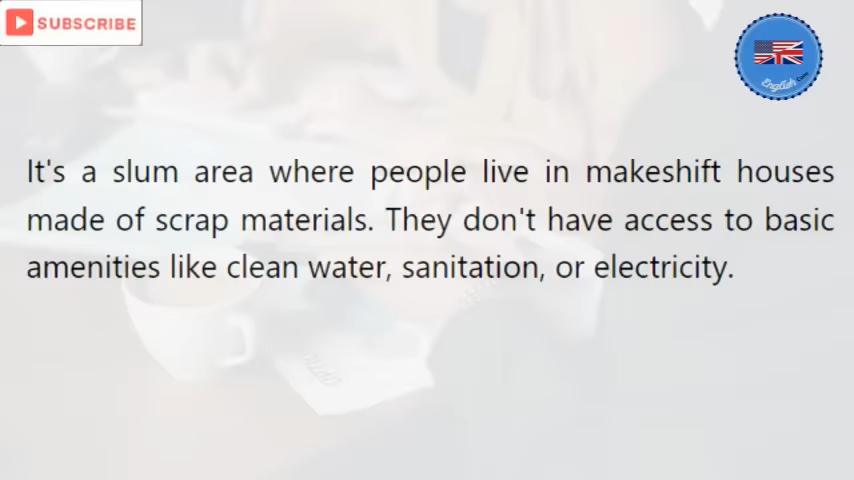 SUBSCRIBE
English.Com
It's a slum area where people live in makeshift houses
made of scrap materials. They don't have access to basic
amenities like clean water, sanitation, or electricity.